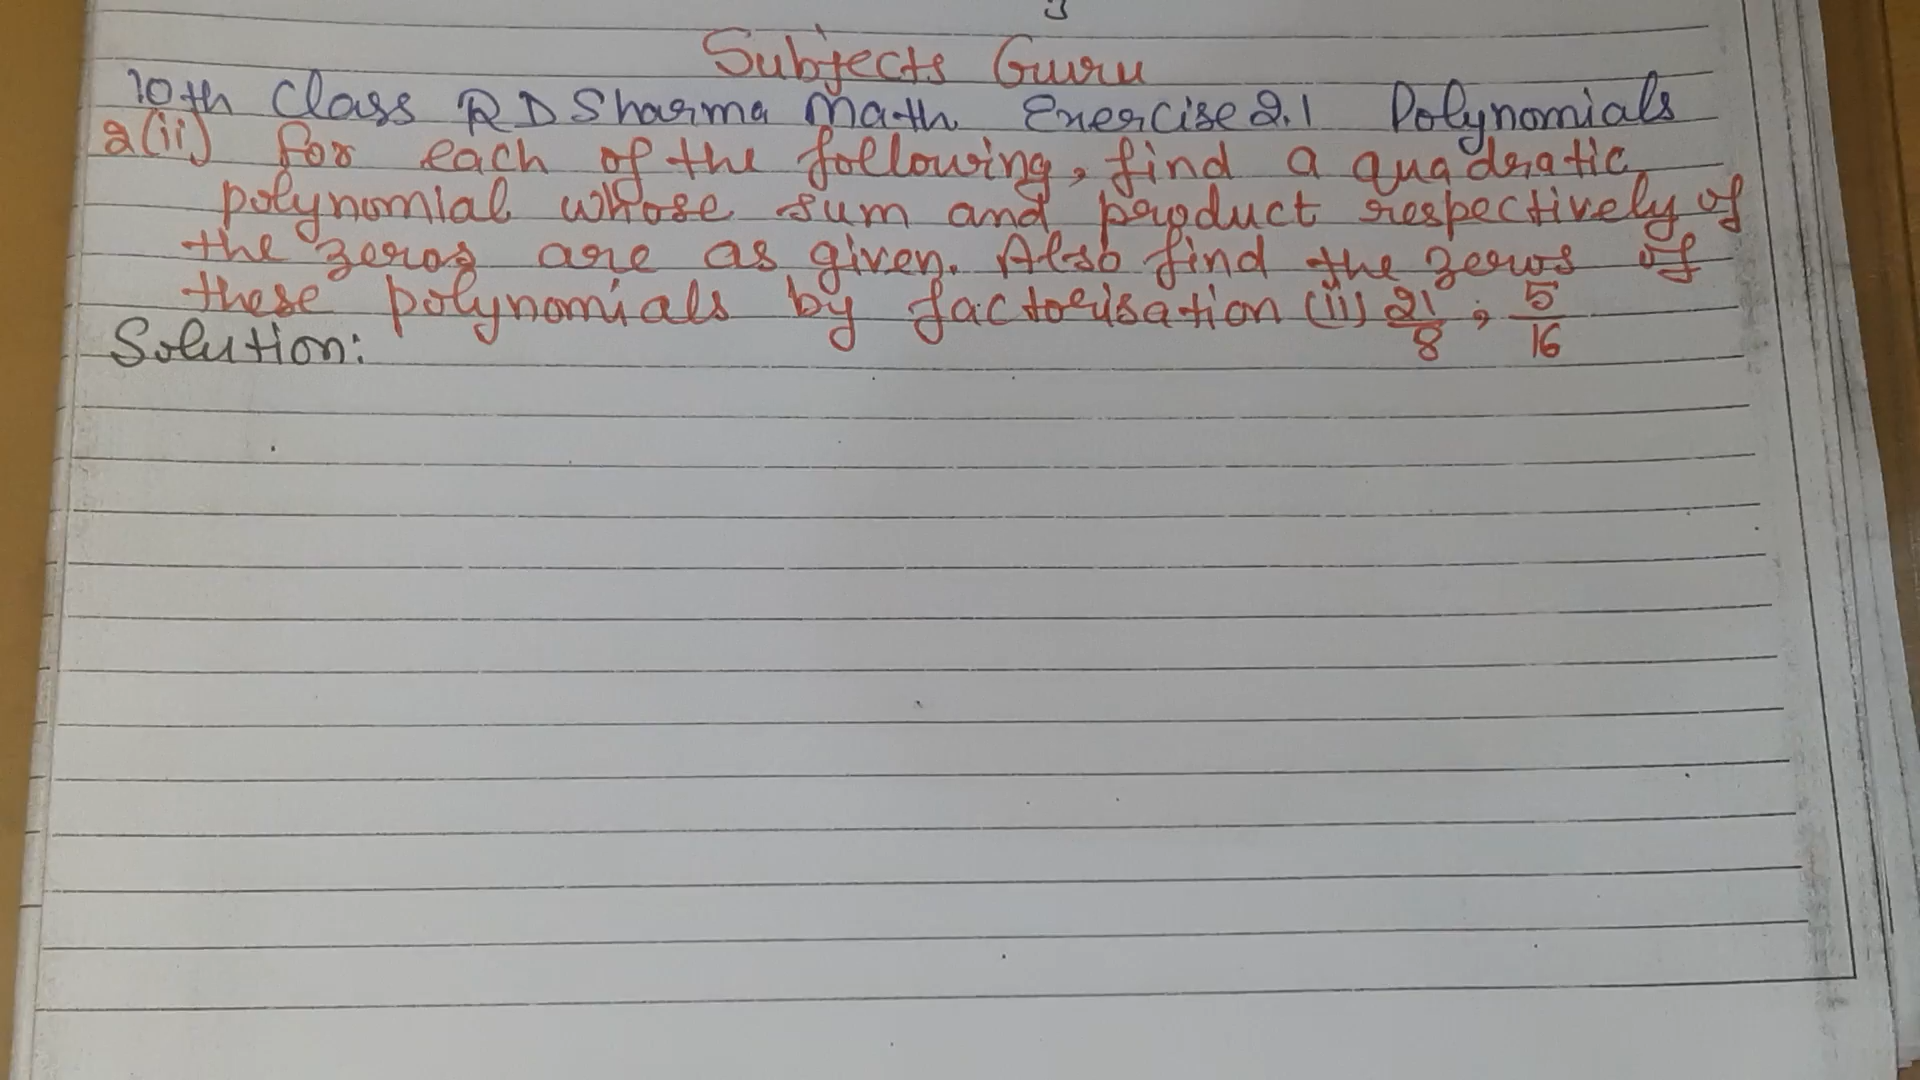 Subjects Guru
10th Class RD Sharma Math Exercise 2.1 Polynomials
2(ii) for each of the following, find a quadratic
polynomial whose sum and product respectively of
the zeros are as given. Also find the zeros of
these polynomials by factorisation (ii) 21/8, 5/16
Solution: